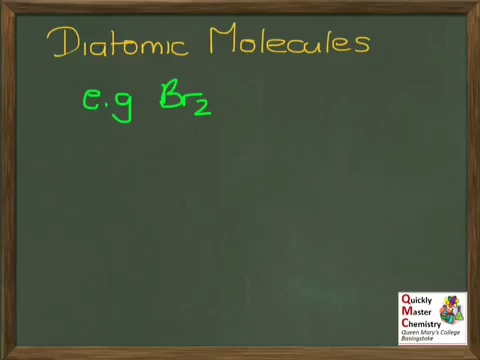 Diatomic Molecules
e.g Br2
Quickly
Master
Chemistry
Queen Mary's College
Basingstoke